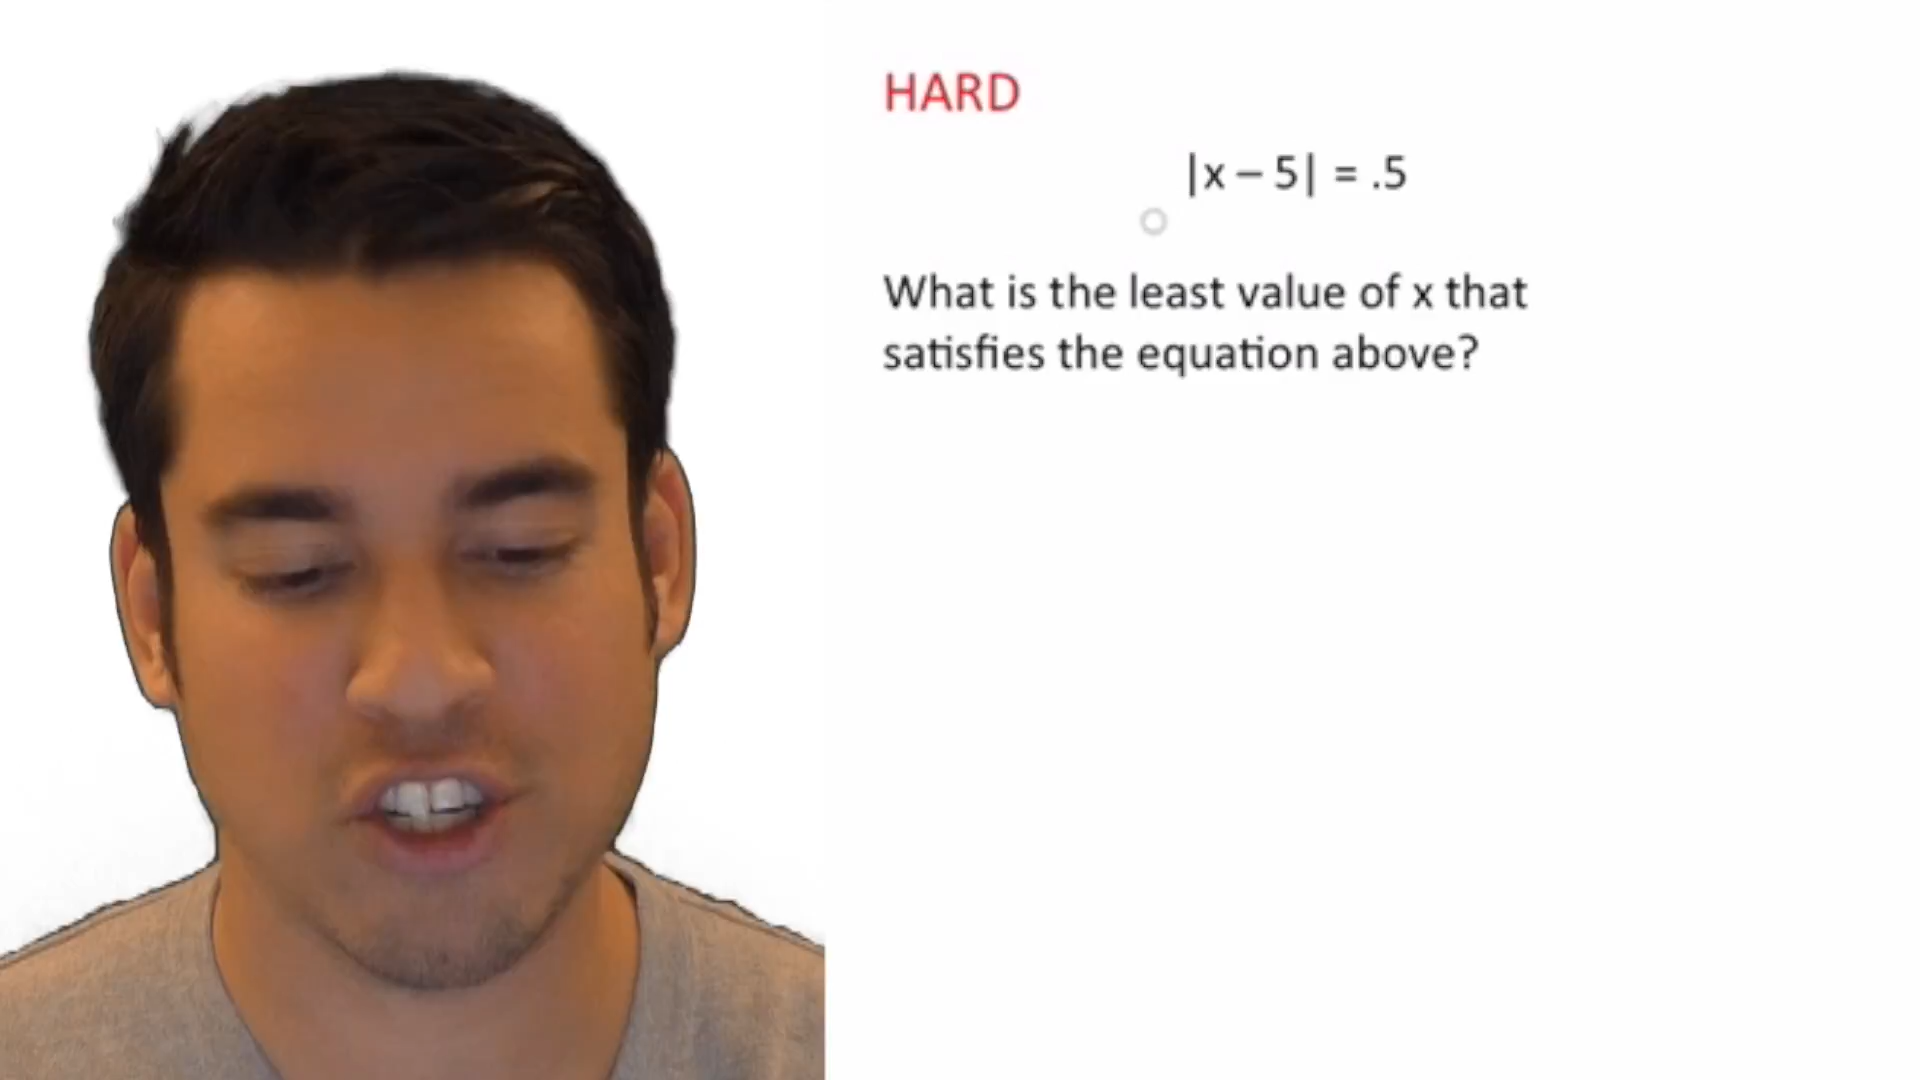 HARD
|x – 5| = .5
What is the least value of x that
satisfies the equation above?